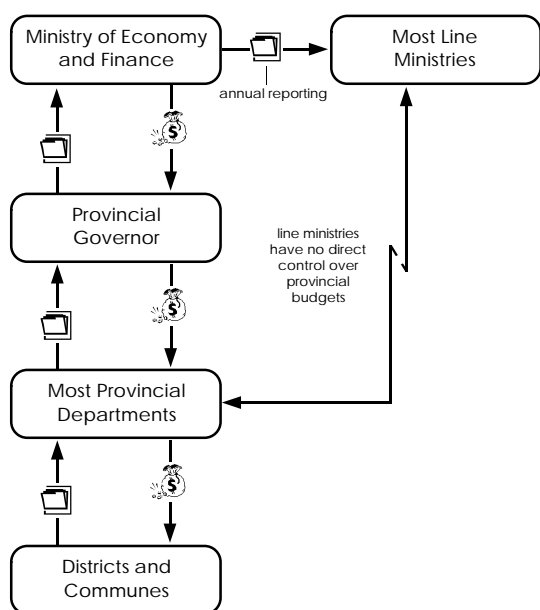 Ministry of Economy
and Finance
Most Line
Ministries
annual reporting
$
Provincial
Governor
line ministries
have no direct
control over
provincial
budgets
$
Most Provincial
Departments
$
Districts and
Communes